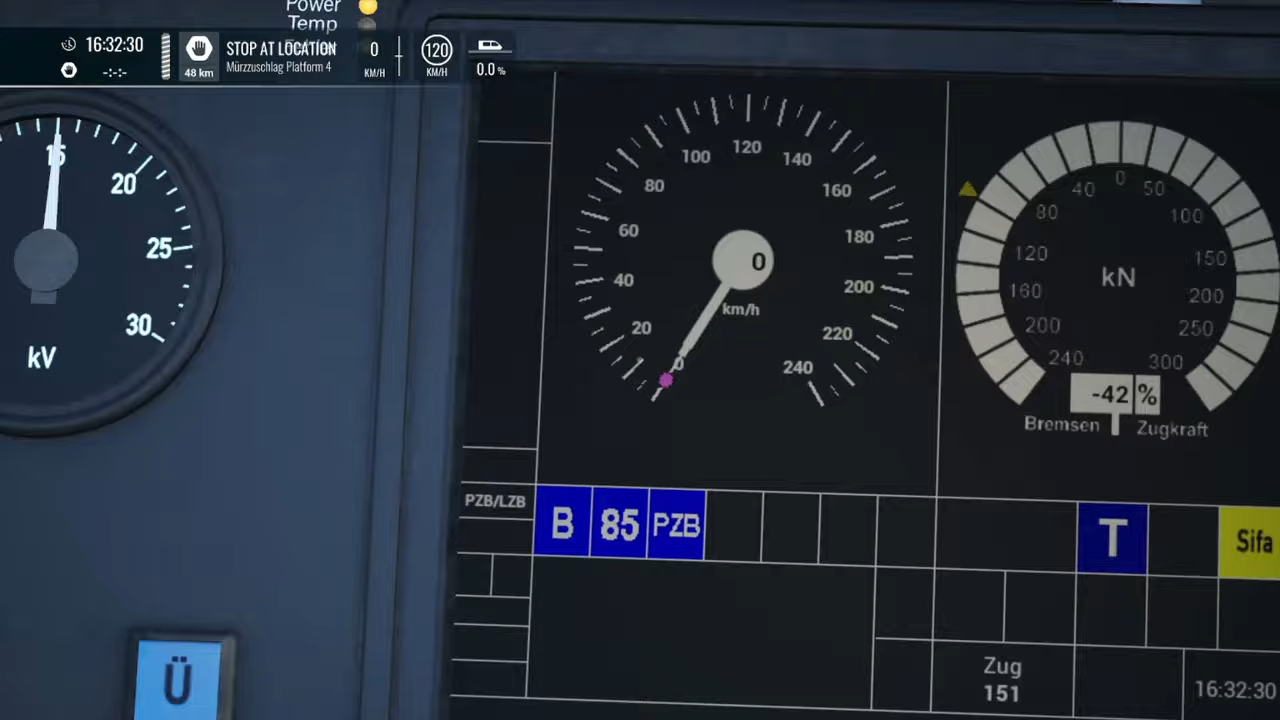 Power
Temp
16:32:30
-:-:-
48 km
STOP AT LOCATION
Mürzzuschlag Platform 4
0
KM/H
120
KM/H
0.0 %
15
20
25
30
kV
Ü
0
20
40
60
80
100
120
140
160
180
200
220
240
0
km/h
240
200
160
120
80
40
0
50
100
150
200
250
300
kN
-42 %
Bremsen
Zugkraft
PZB/LZB
B
85
PZB
T
Sifa
Zug
151
16:32:30